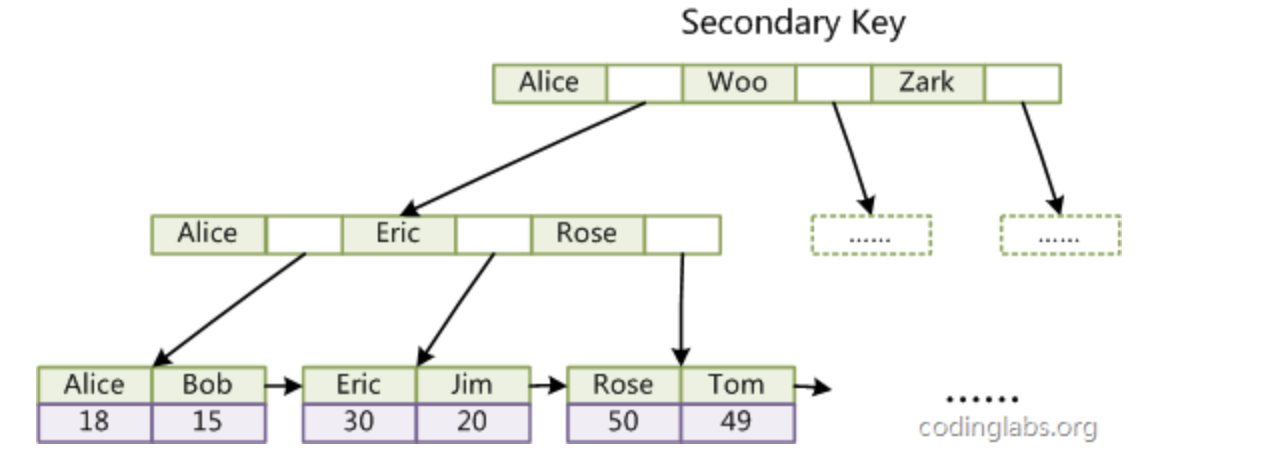 Secondary Key
Alice Woo Zark
Alice Eric Rose ...... ......
Alice Bob Eric Jim Rose Tom
18 15 30 20 50 49
......
codinglabs.org